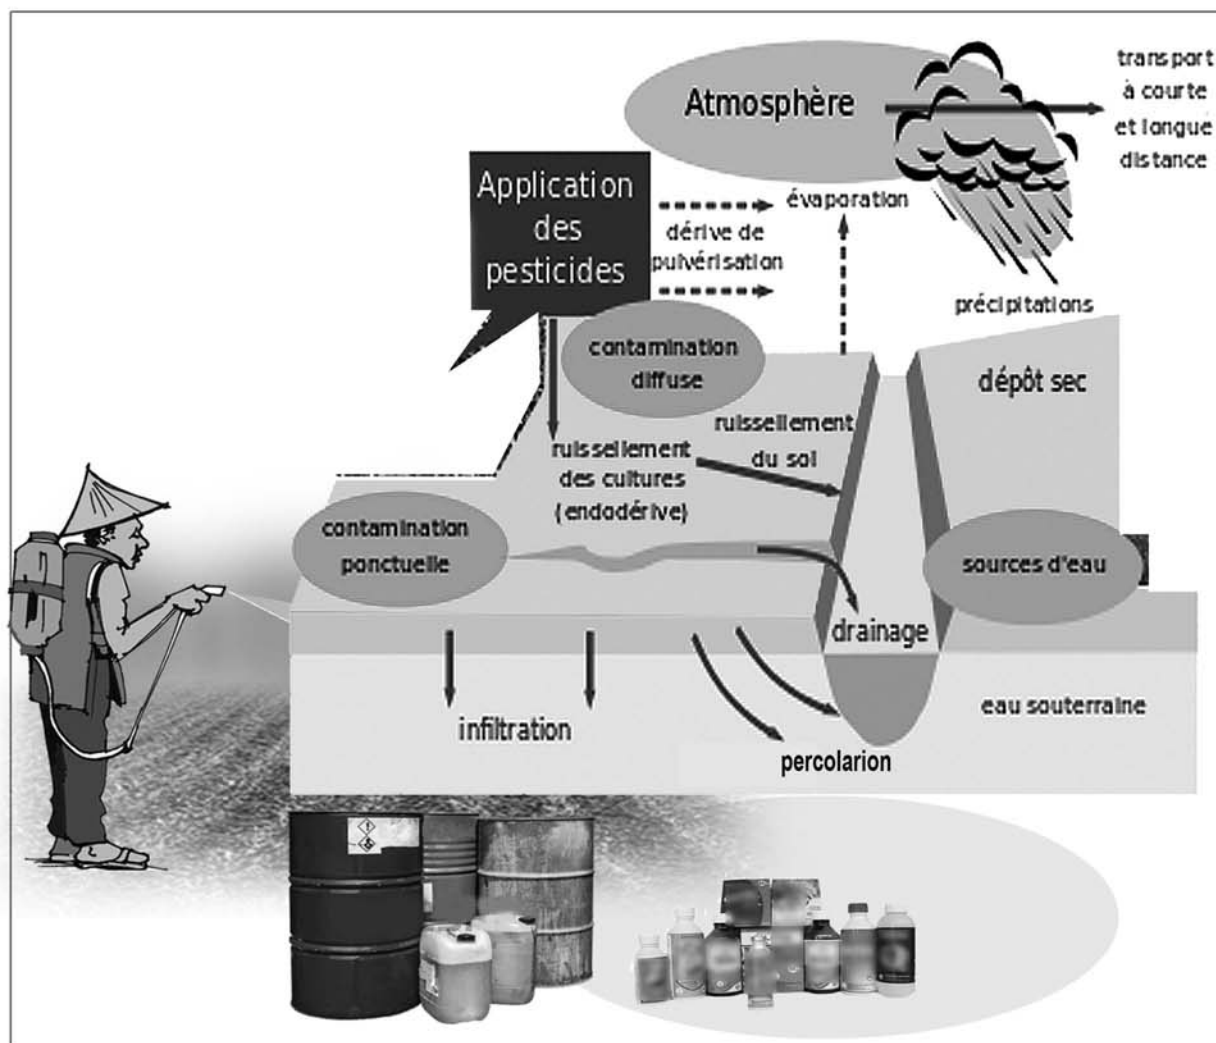 Atmosphère
transport
à courte
et longue
distance
Application
des
pesticides
évaporation
dérive de
pulvérisation
précipitations
contamination
diffuse
dépôt sec
ruissellement
du sol
ruissellement
des cultures
(endodérive)
contamination
ponctuelle
sources d'eau
drainage
infiltration
eau souterraine
percolarion